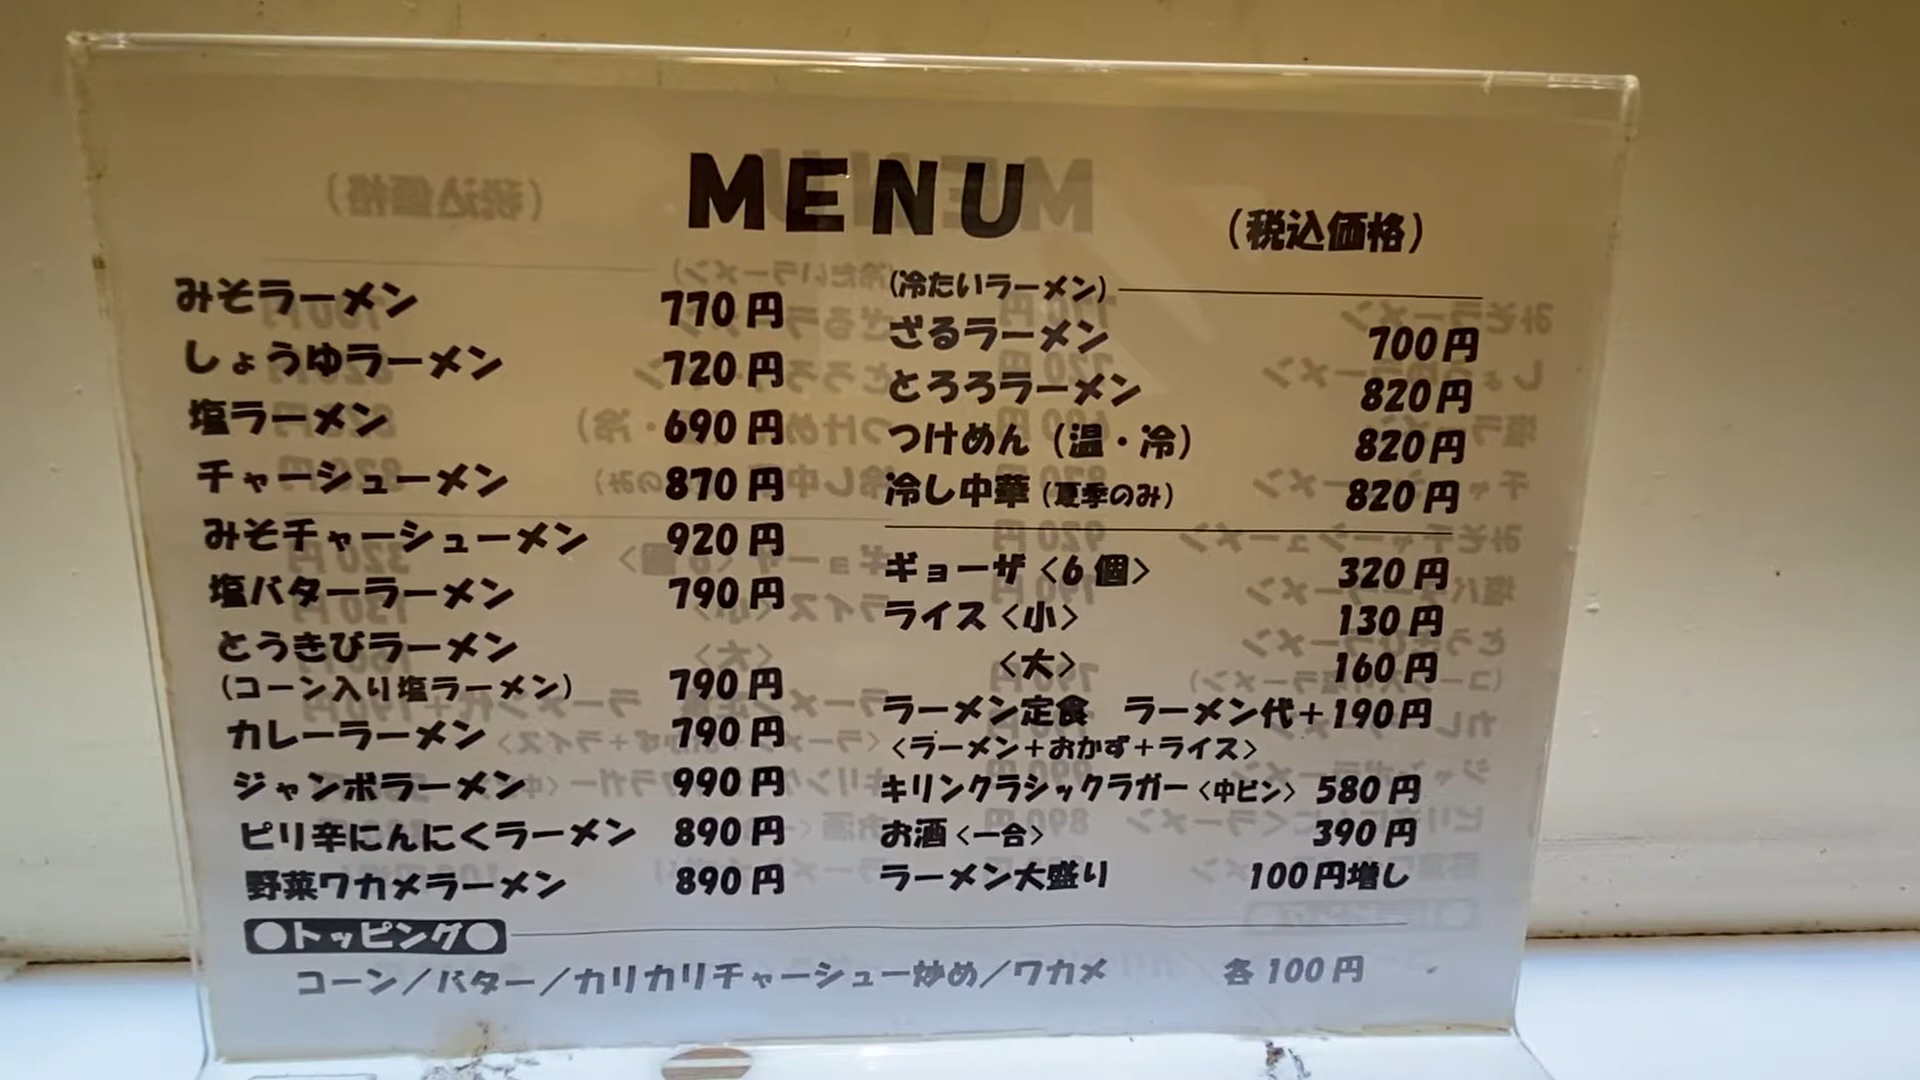 MENU
(税込価格)
みそラーメン 770円
しょうゆラーメン 720円
塩ラーメン 690円
チャーシューメン 870円
みそチャーシューメン 920円
塩バターラーメン 790円
とうきびラーメン
(コーン入り塩ラーメン) 790円
カレーラーメン 790円
ジャンボラーメン 990円
ピリ辛にんにくラーメン 890円
野菜ワカメラーメン 890円
(冷たいラーメン)
ざるラーメン 700円
とろろラーメン 820円
つけめん(温・冷) 820円
冷し中華(夏季のみ) 820円
ギョーザ<6個> 320円
ライス<小> 130円
<大> 160円
ラーメン定食 ラーメン代+190円
<ラーメン+おかず+ライス>
キリンクラシックラガー<中ビン> 580円
お酒<一合> 390円
ラーメン大盛り 100円増し
●トッピング●
コーン/バター/カリカリチャーシュー炒め/ワカメ 各100円